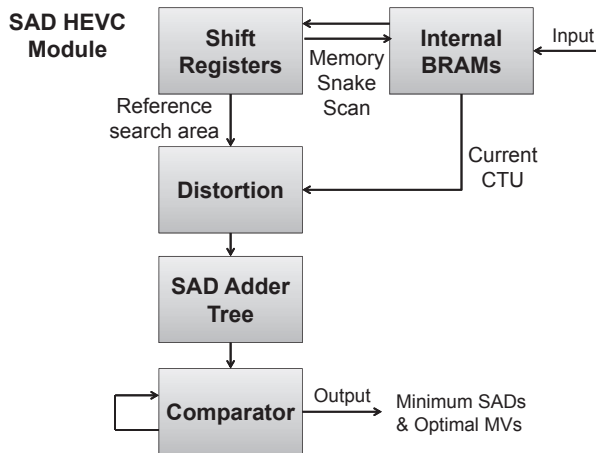 SAD HEVC
Module
Shift
Registers
Internal
BRAMs
Input
Memory
Snake
Scan
Reference
search area
Current
CTU
Distortion
SAD Adder
Tree
Comparator
Output
Minimum SADs
& Optimal MVs